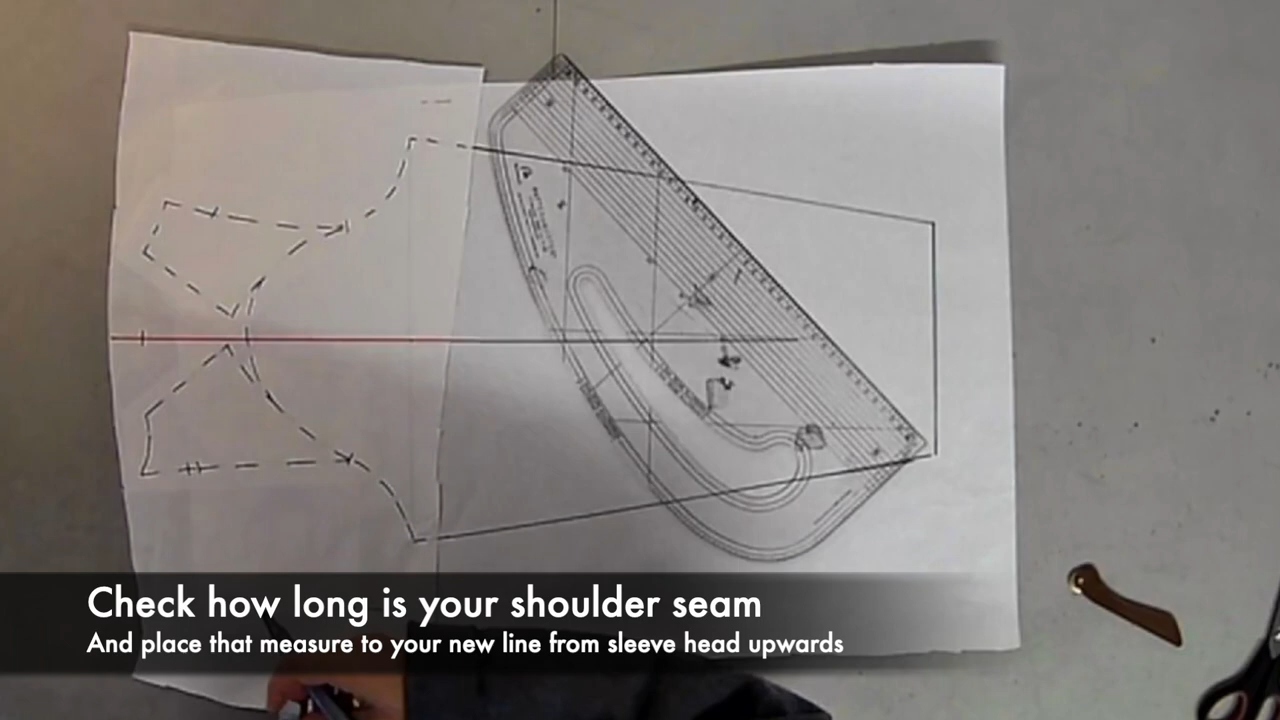 Check how long is your shoulder seam
And place that measure to your new line from sleeve head upwards